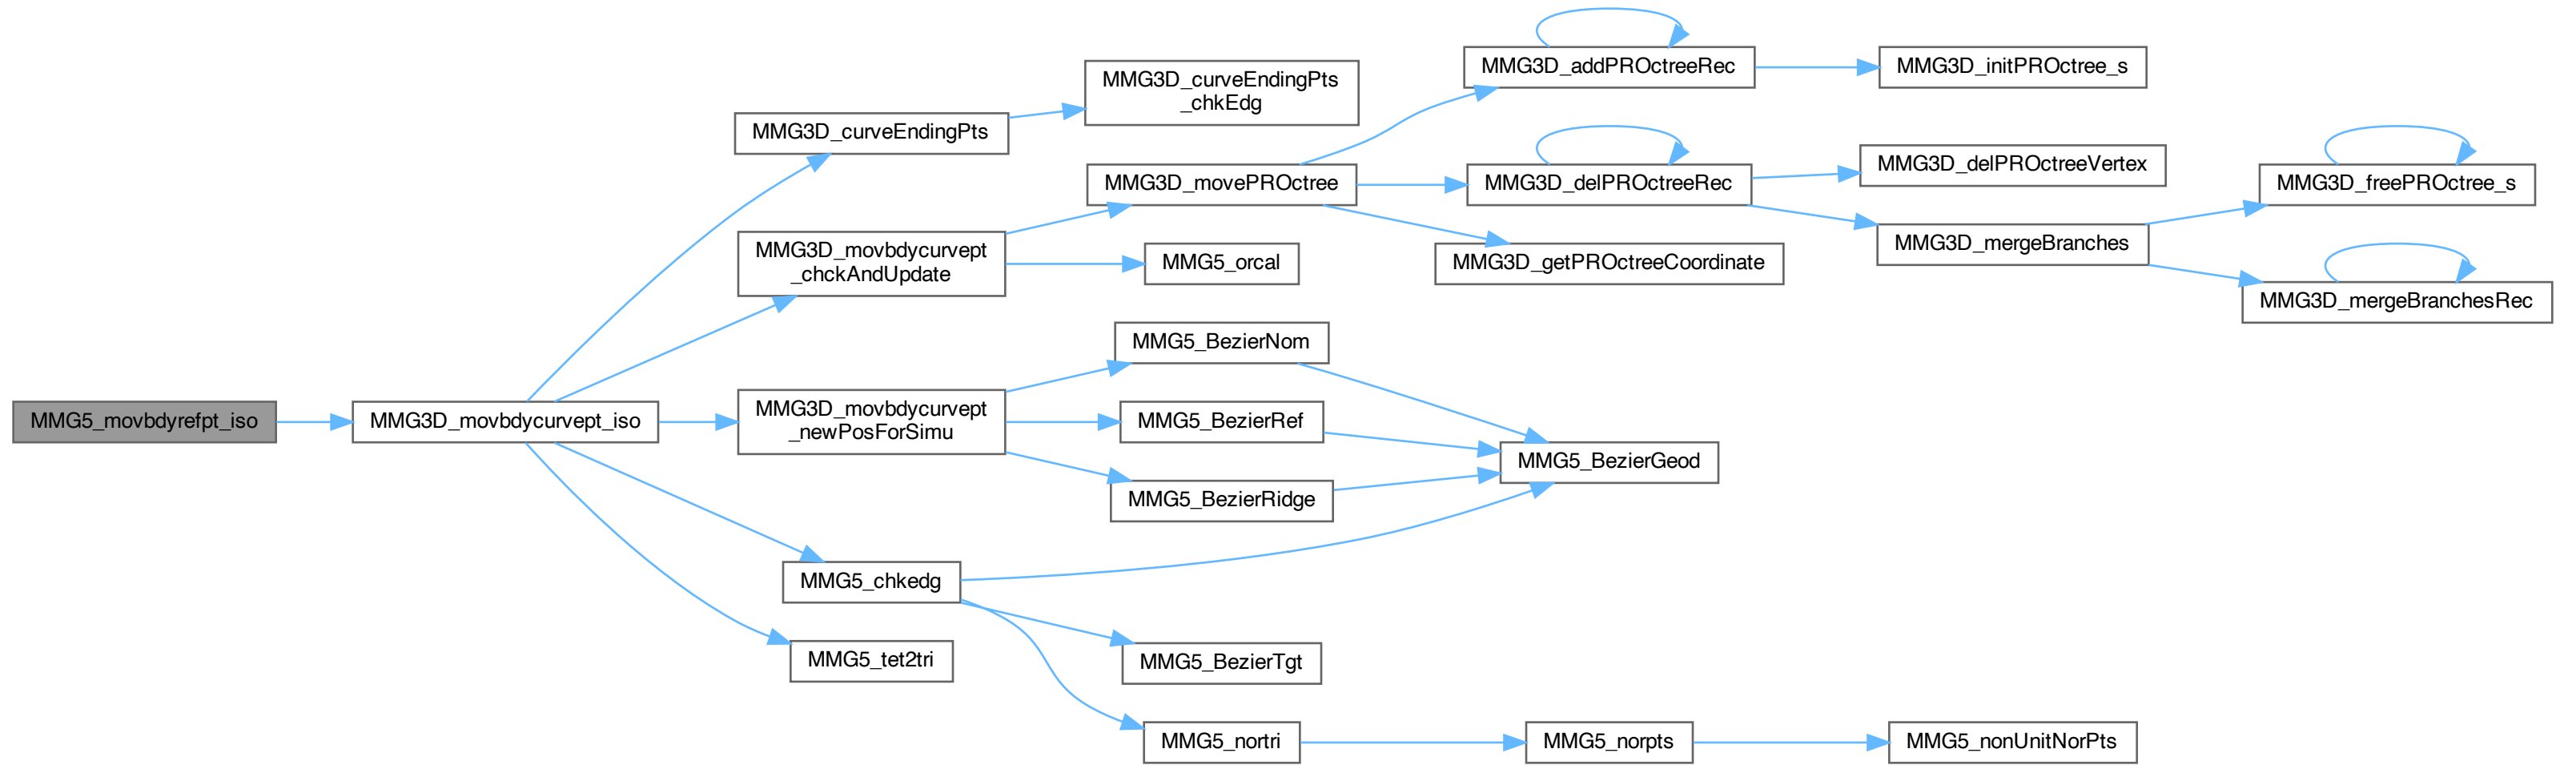 MMG5_movbdyrefpt_iso
MMG3D_movbdycurvept_iso
MMG3D_curveEndingPts
MMG3D_curveEndingPts
_chkEdg
MMG3D_movbdycurvept
_chckAndUpdate
MMG3D_movePROctree
MMG3D_addPROctreeRec
MMG3D_initPROctree_s
MMG3D_delPROctreeRec
MMG3D_delPROctreeVertex
MMG3D_mergeBranches
MMG3D_freePROctree_s
MMG3D_mergeBranchesRec
MMG3D_getPROctreeCoordinate
MMG5_orcal
MMG3D_movbdycurvept
_newPosForSimu
MMG5_BezierNom
MMG5_BezierRef
MMG5_BezierRidge
MMG5_BezierGeod
MMG5_chkedg
MMG5_BezierTgt
MMG5_nortri
MMG5_norpts
MMG5_nonUnitNorPts
MMG5_tet2tri